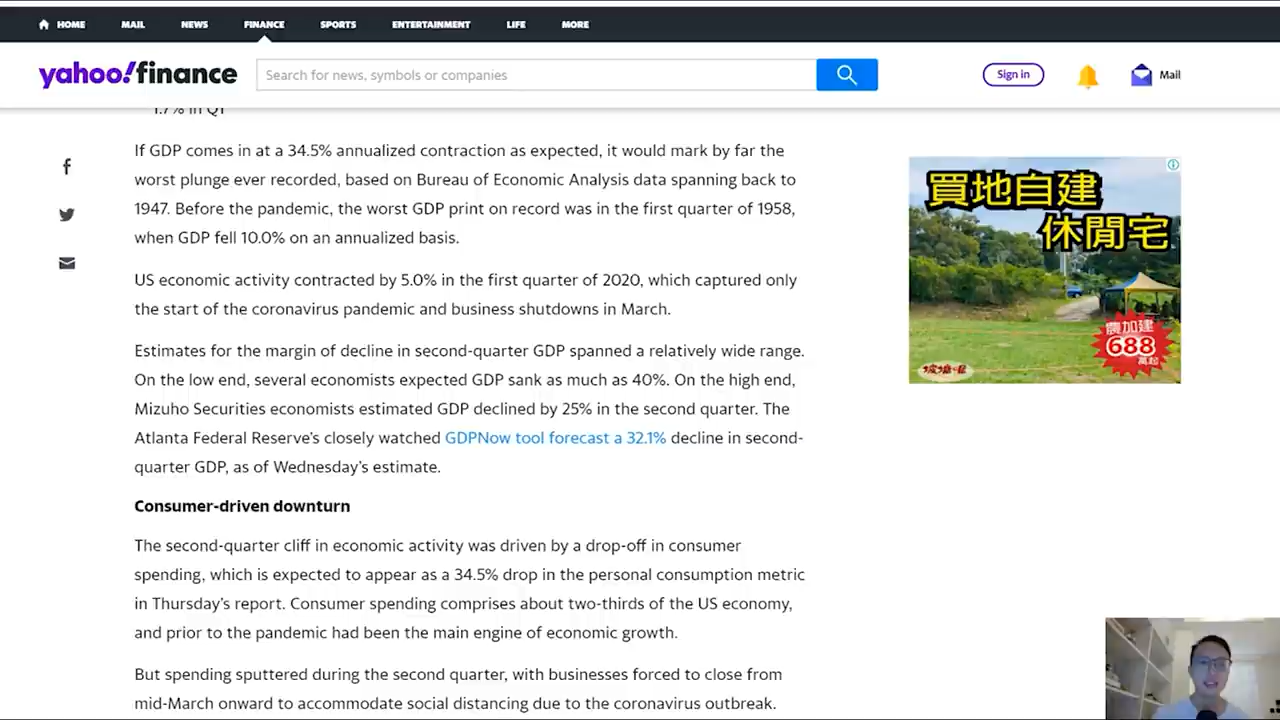 HOME MAIL NEWS FINANCE SPORTS ENTERTAINMENT LIFE MORE
yahoo!finance
Search for news, symbols or companies
Sign in
Mail
1.7% in Q1
If GDP comes in at a 34.5% annualized contraction as expected, it would mark by far the
worst plunge ever recorded, based on Bureau of Economic Analysis data spanning back to
1947. Before the pandemic, the worst GDP print on record was in the first quarter of 1958,
when GDP fell 10.0% on an annualized basis.
US economic activity contracted by 5.0% in the first quarter of 2020, which captured only
the start of the coronavirus pandemic and business shutdowns in March.
Estimates for the margin of decline in second-quarter GDP spanned a relatively wide range.
On the low end, several economists expected GDP sank as much as 40%. On the high end,
Mizuho Securities economists estimated GDP declined by 25% in the second quarter. The
Atlanta Federal Reserve's closely watched GDPNow tool forecast a 32.1% decline in second-
quarter GDP, as of Wednesday's estimate.
Consumer-driven downturn
The second-quarter cliff in economic activity was driven by a drop-off in consumer
spending, which is expected to appear as a 34.5% drop in the personal consumption metric
in Thursday's report. Consumer spending comprises about two-thirds of the US economy,
and prior to the pandemic had been the main engine of economic growth.
But spending sputtered during the second quarter, with businesses forced to close from
mid-March onward to accommodate social distancing due to the coronavirus outbreak.
買地自建
休閒宅
農加建
688
萬起